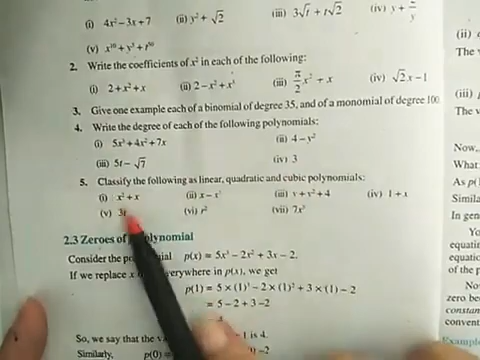 (i) 4x² – 3x + 7 (ii) y² + √2 (iii) 3√t + t√2 (iv) y +
(v) x¹⁰ + y³ + t⁵⁰
2. Write the coefficients of x² in each of the following:
(i) 2 + x² + x (ii) 2 – x² + x³ (iii) π/2 x² + x (iv) √2 x – 1
3. Give one example each of a binomial of degree 35, and of a monomial of degree 100
4. Write the degree of each of the following polynomials:
(i) 5x³ + 4x² + 7x (ii) 4 – y²
(iii) 5t – √7 (iv) 3
5. Classify the following as linear, quadratic and cubic polynomials:
(i) x² + x (ii) x – x³ (iii) y + y² + 4 (iv) 1 + x
(v) 3t (vi) r² (vii) 7x³
2.3 Zeroes of Polynomial
Consider the p(x) = 5x³ – 2x² + 3x – 2.
If we replace x everywhere in p(x), we get
p(1) = 5 × (1)³ – 2 × (1)² + 3 × (1) – 2
= 5 – 2 + 3 – 2
So, we say that the 1 is 4.
Similarly, p(0)
(ii)
The v
(iii)
The v
Now,
What
As p(
Simila
In gen
Yo
equatin
equatio
of the p
No
zero be
constan
convent
Example